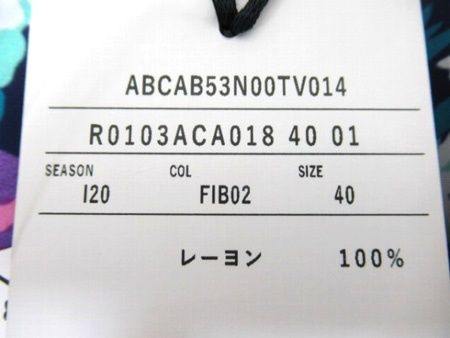 ABCAB53N00TV014
R0103ACA018 40 01
SEASON COL SIZE
I20 FIB02 40
レーヨン 100%